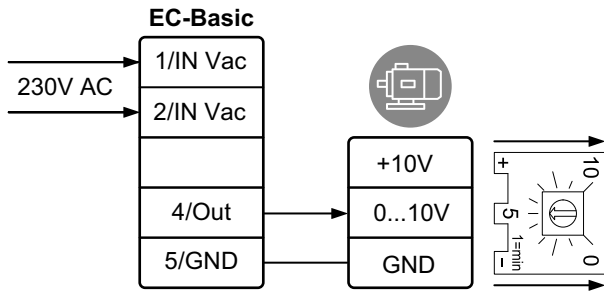 EC-Basic
1/IN Vac
230V AC
2/IN Vac
4/Out
5/GND
+10V
0...10V
GND
+
10
5
1=min
-
0